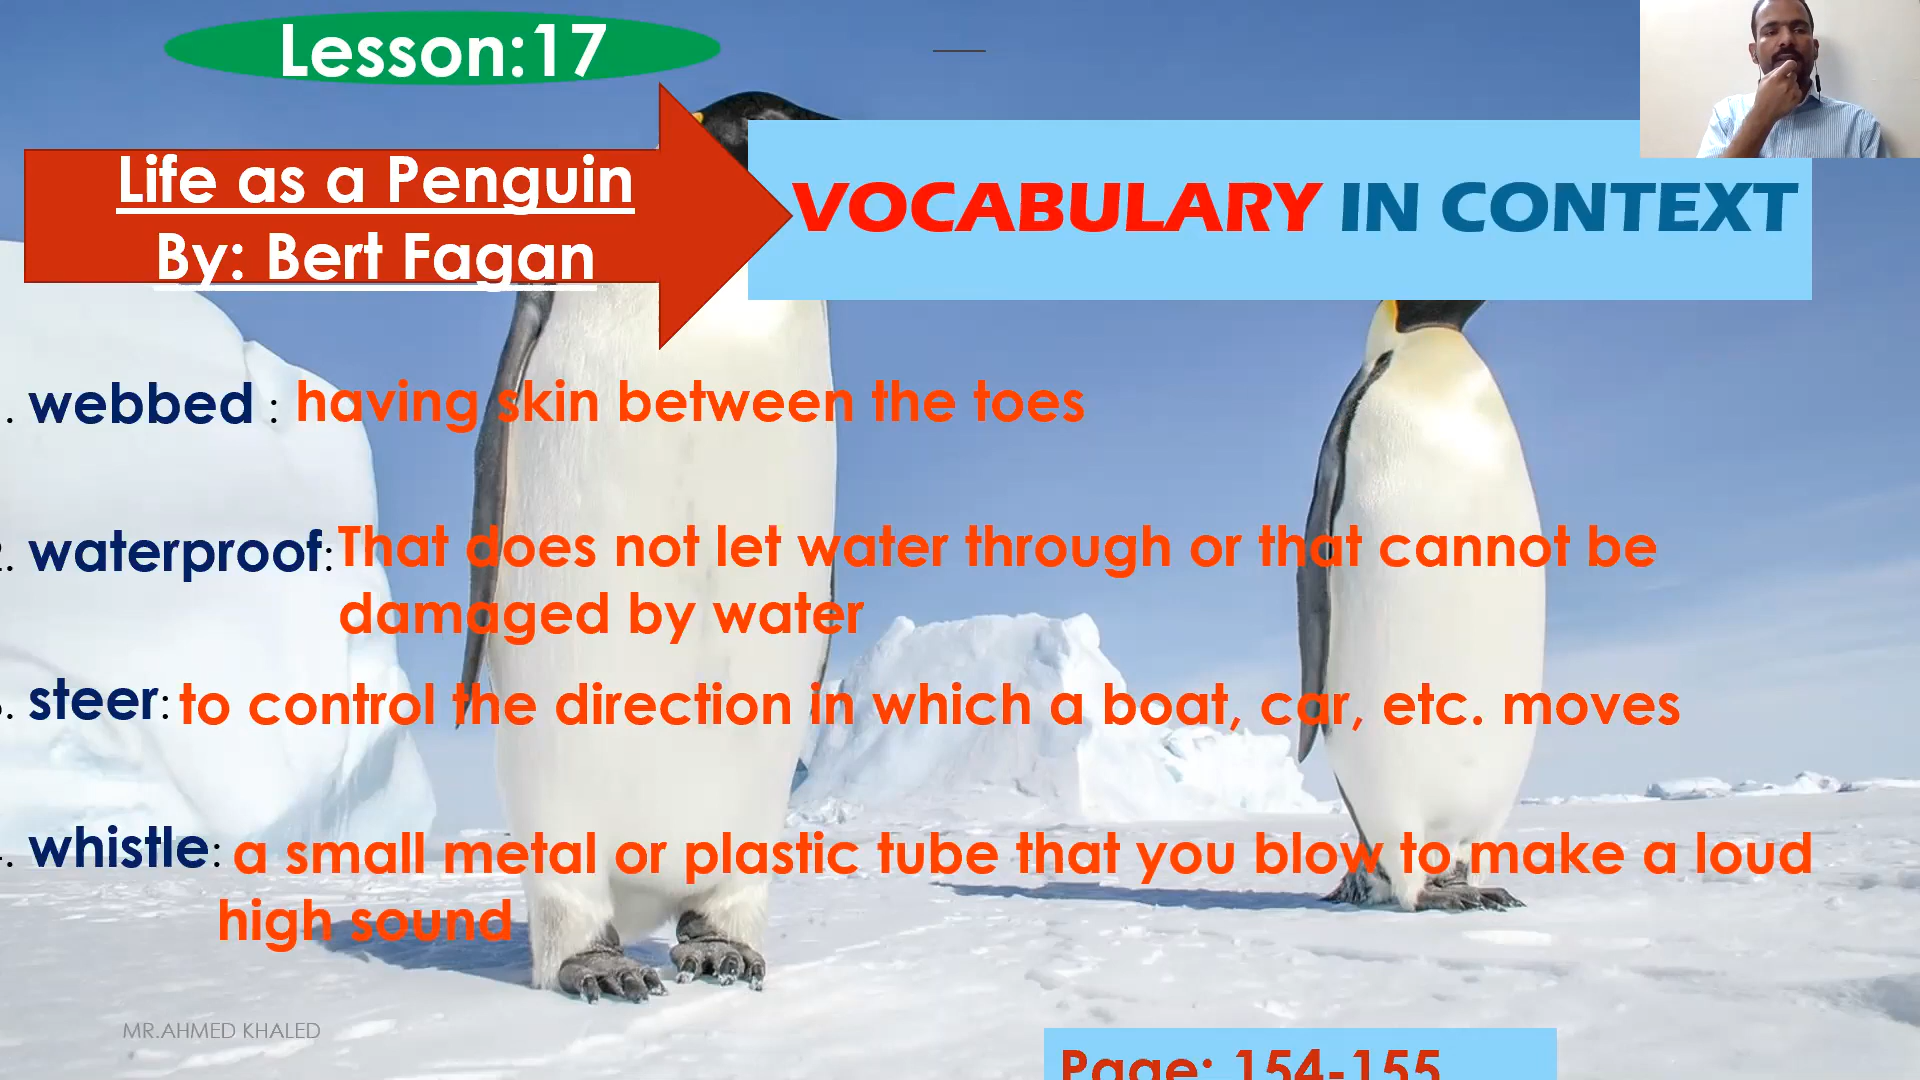 Lesson:17
Life as a Penguin
By: Bert Fagan
VOCABULARY IN CONTEXT
. webbed : having skin between the toes
. waterproof: That does not let water through or that cannot be
damaged by water
. steer: to control the direction in which a boat, car, etc. moves
. whistle: a small metal or plastic tube that you blow to make a loud
high sound
MR.AHMED KHALED
Page: 154-155